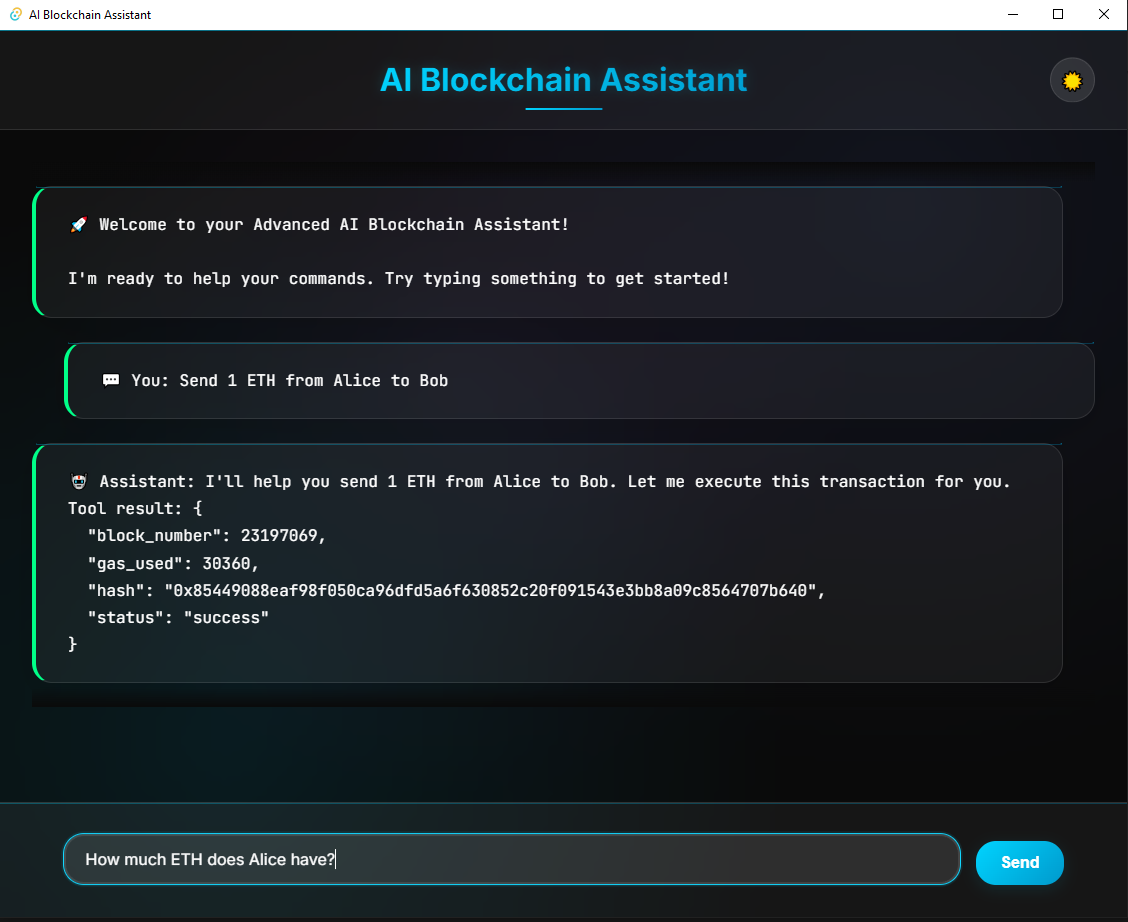 AI Blockchain Assistant
AI Blockchain Assistant
🚀 Welcome to your Advanced AI Blockchain Assistant!
I'm ready to help your commands. Try typing something to get started!
💬 You: Send 1 ETH from Alice to Bob
🤖 Assistant: I'll help you send 1 ETH from Alice to Bob. Let me execute this transaction for you.
Tool result: {
"block_number": 23197069,
"gas_used": 30360,
"hash": "0x85449088eaf98f050ca96dfd5a6f630852c20f091543e3bb8a09c8564707b640",
"status": "success"
}
How much ETH does Alice have?
Send